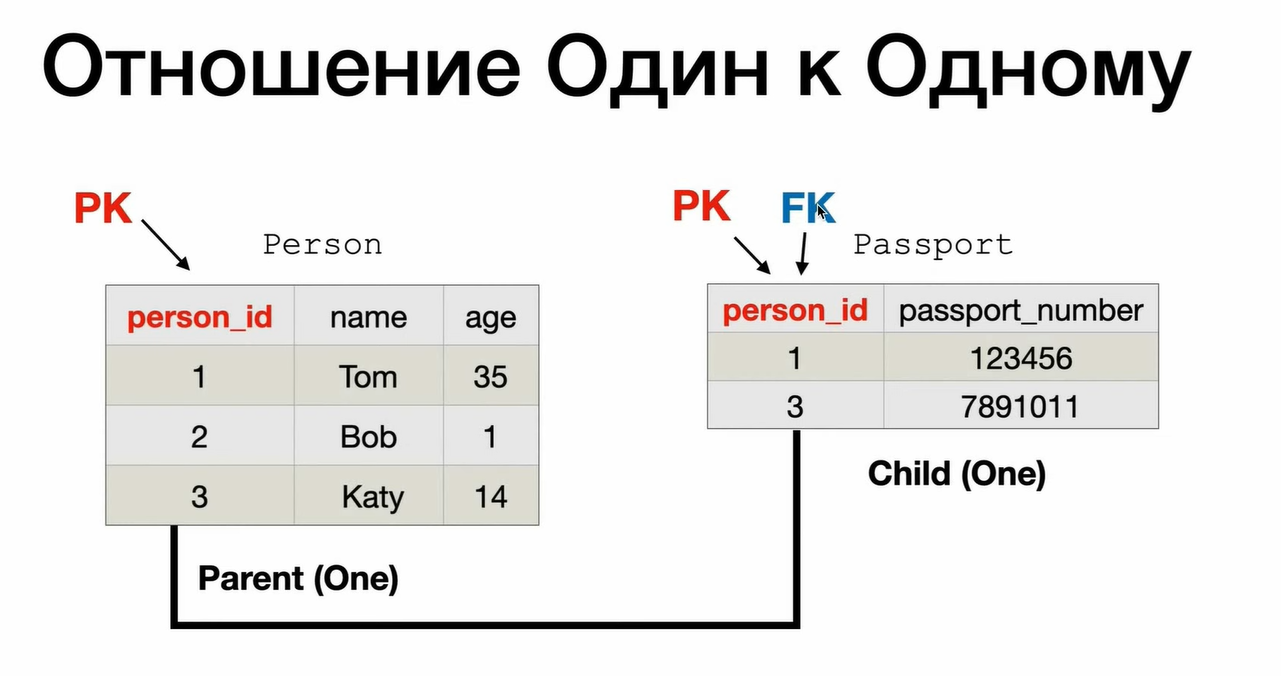 Отношение Один к Одному
PK
Person
person_id name age
1 Tom 35
2 Bob 1
3 Katy 14
Parent (One)
PK FK
Passport
person_id passport_number
1 123456
3 7891011
Child (One)